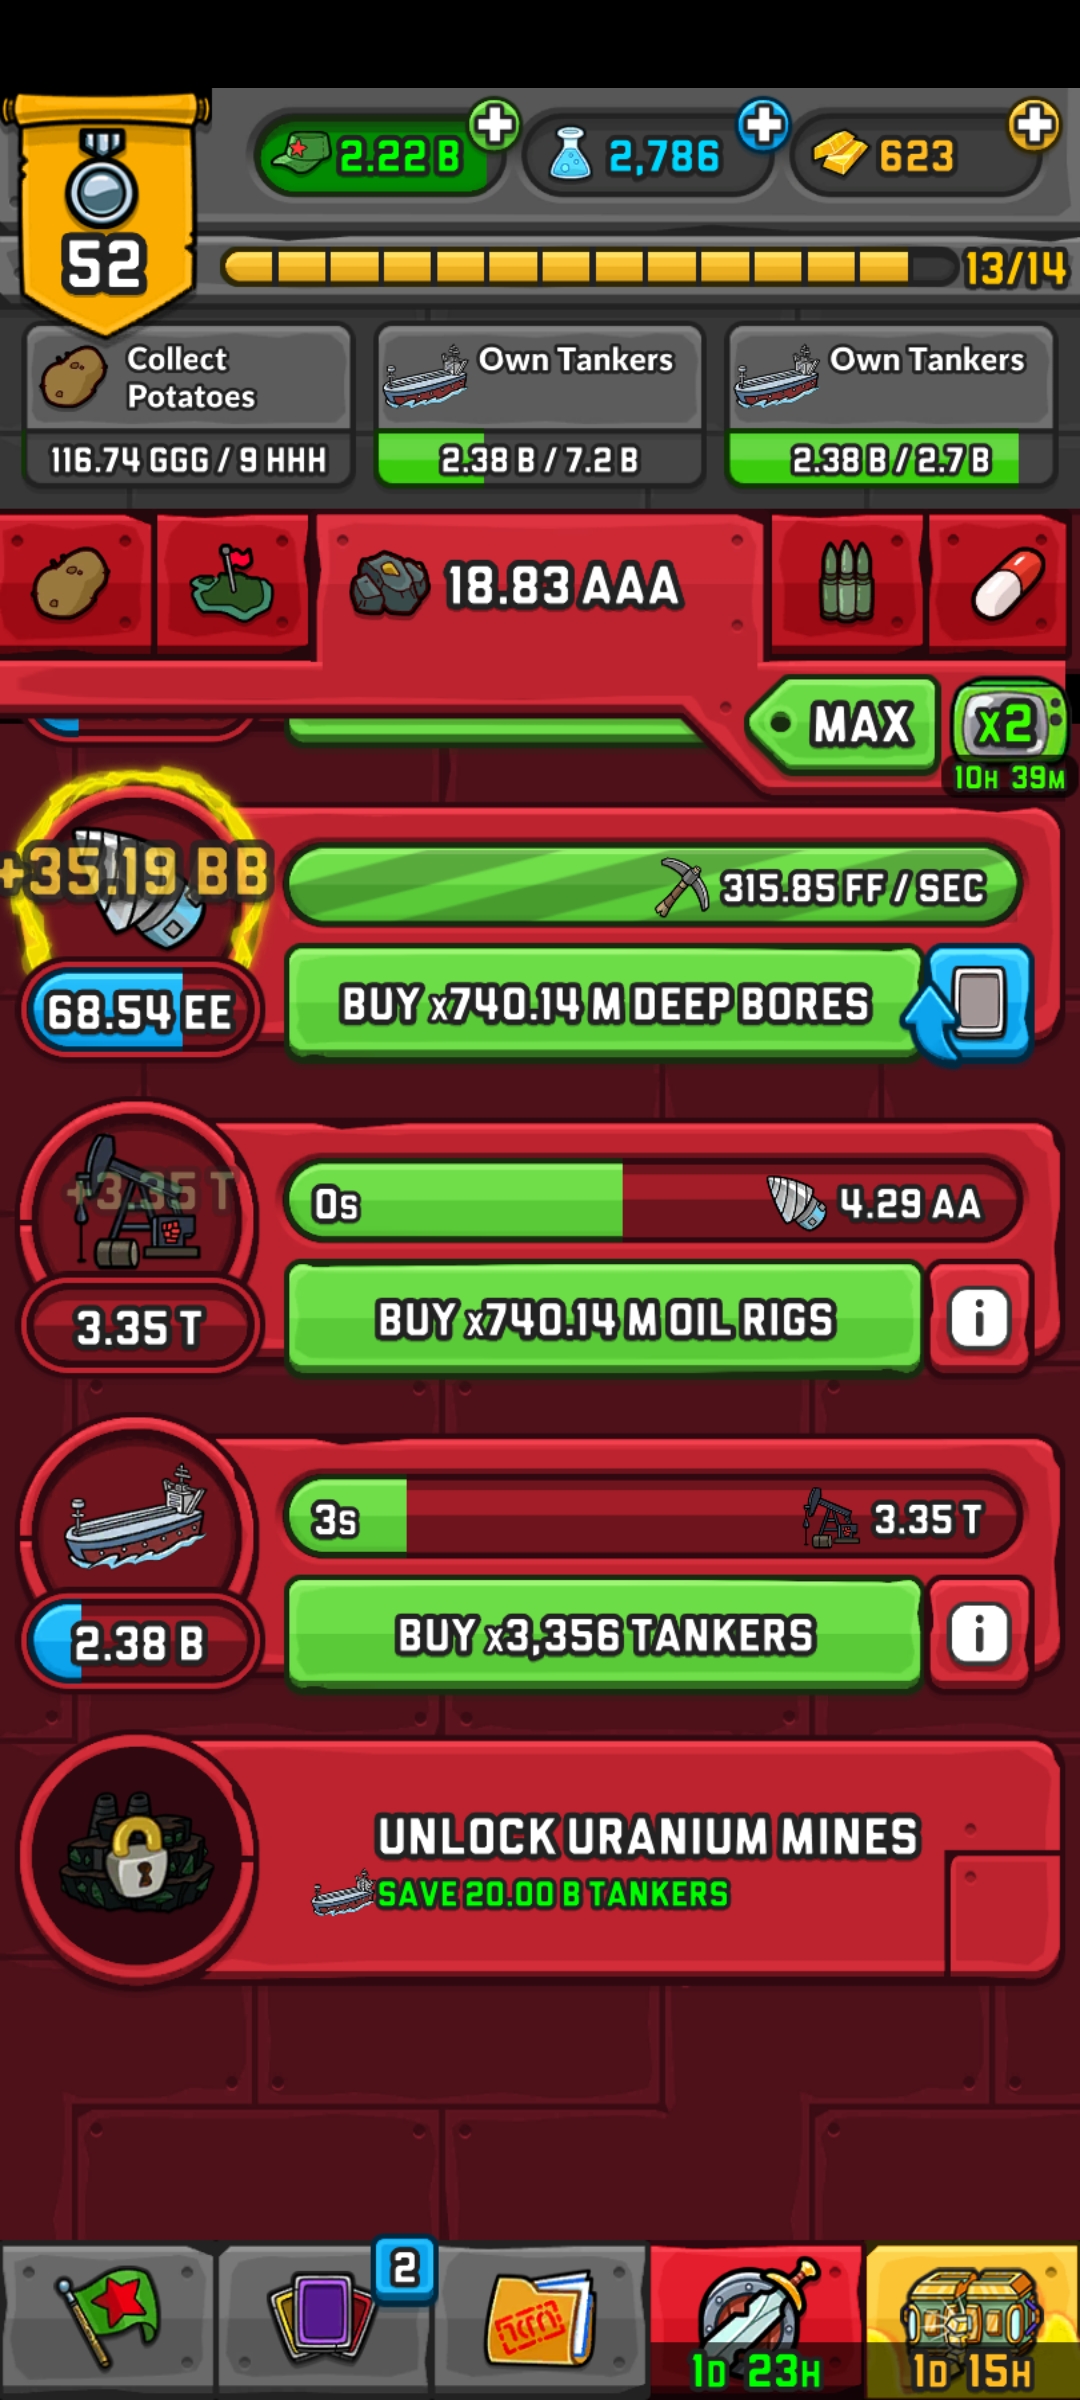 2.22 B
2,786
623
52
13/14
Collect
Potatoes
116.74 GGG / 9 HHH
Own Tankers
2.38 B / 7.2 B
Own Tankers
2.38 B / 2.7 B
18.83 AAA
MAX
x2
10H 39M
+35.19 BB
315.85 FF / SEC
68.54 EE
BUY x740.14 M DEEP BORES
+3.35 T
0s
4.29 AA
3.35 T
BUY x740.14 M OIL RIGS
i
3s
3.35 T
2.38 B
BUY x3,356 TANKERS
i
UNLOCK URANIUM MINES
SAVE 20.00 B TANKERS
2
1D 23H
1D 15H